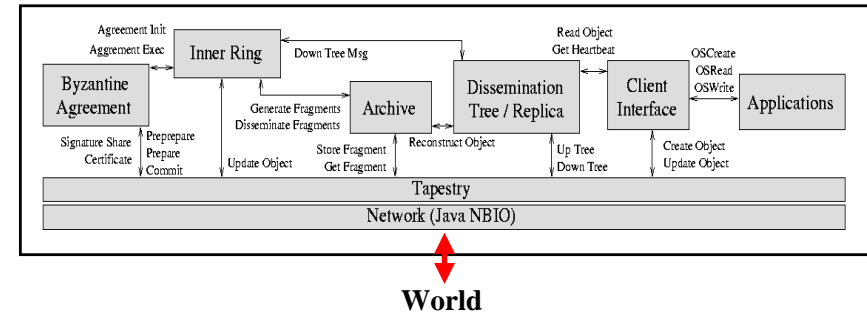 Agreement Init
Aggrement Exec
Inner Ring
Down Tree Msg
Read Object
Get Heartbeat
OSCreate
OSRead
OSWrite
Byzantine
Agreement
Generate Fragments
Disseminate Fragments
Archive
Dissemination
Tree / Replica
Client
Interface
Applications
Signature Share
Certificate
Preprepare
Prepare
Commit
Update Object
Store Fragment
Get Fragment
Reconstruct Object
Up Tree
Down Tree
Create Object
Update Object
Tapestry
Network (Java NBIO)
World